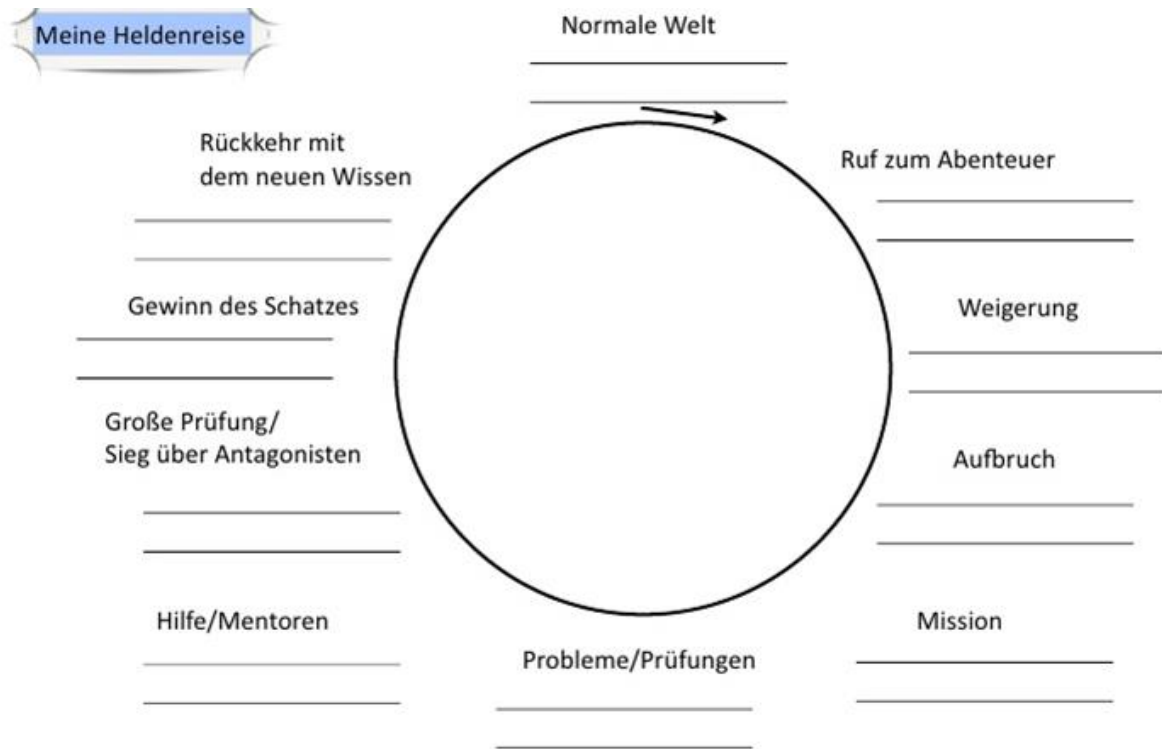 Meine Heldenreise
Normale Welt
Ruf zum Abenteuer
Weigerung
Aufbruch
Mission
Probleme/Prüfungen
Hilfe/Mentoren
Große Prüfung/
Sieg über Antagonisten
Gewinn des Schatzes
Rückkehr mit
dem neuen Wissen